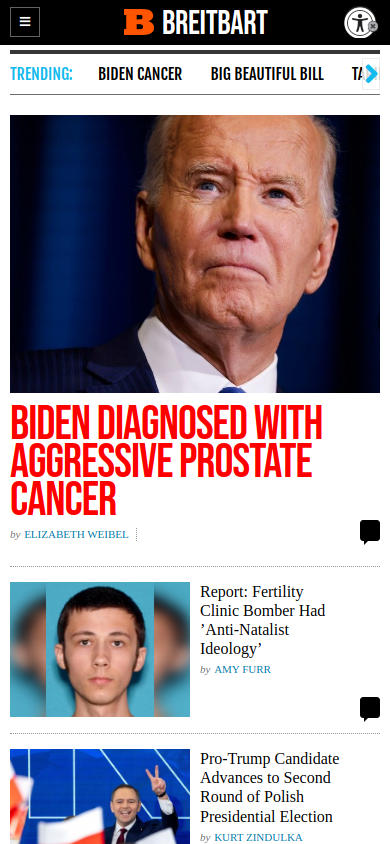 BREITBART
TRENDING:
BIDEN CANCER
BIG BEAUTIFUL BILL
BIDEN DIAGNOSED WITH
AGGRESSIVE PROSTATE
CANCER
by ELIZABETH WEIBEL
Report: Fertility
Clinic Bomber Had
’Anti-Natalist
Ideology’
by AMY FURR
Pro-Trump Candidate
Advances to Second
Round of Polish
Presidential Election
by KURT ZINDULKA